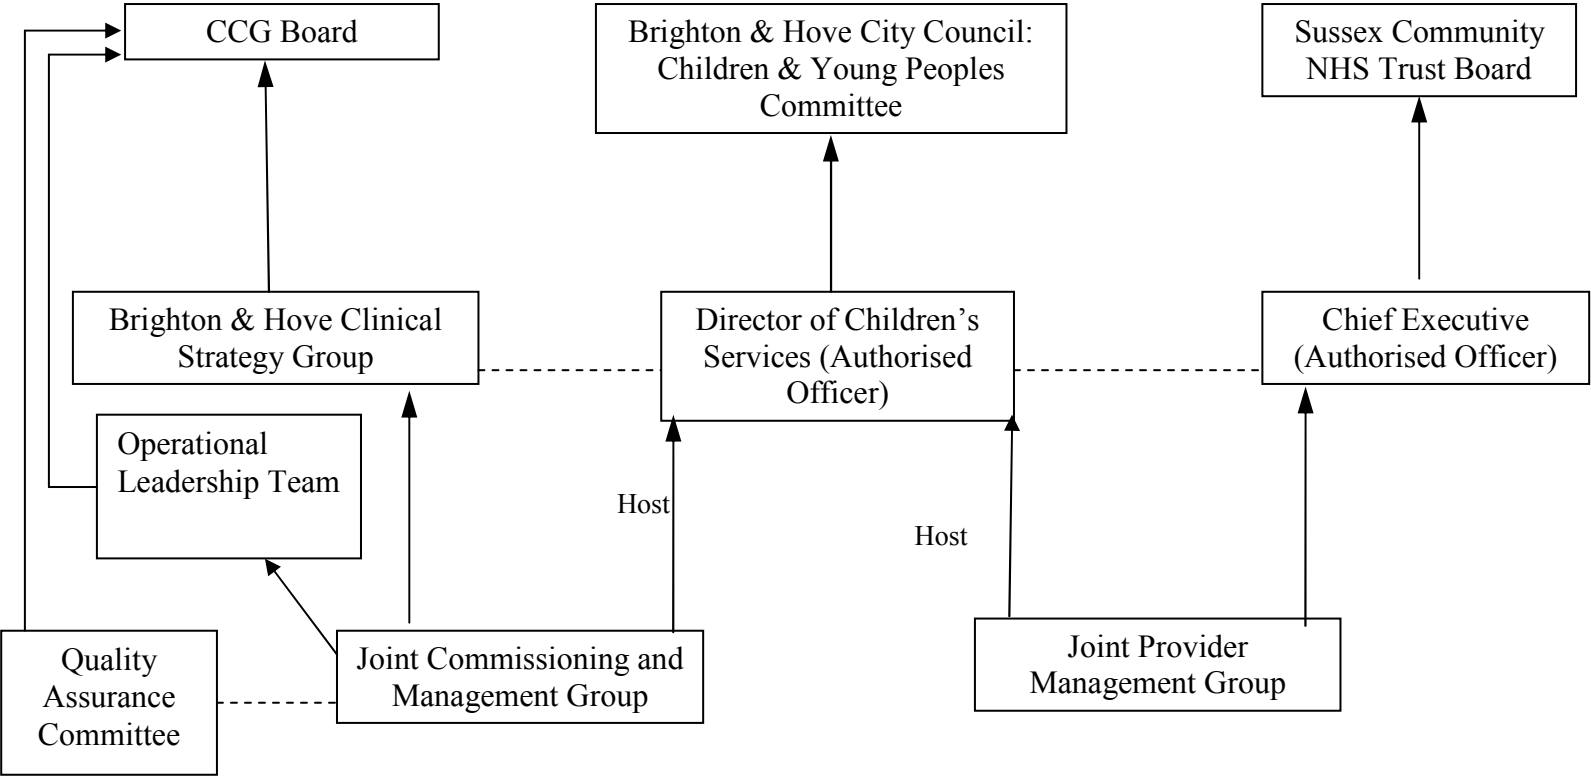 CCG Board
Brighton & Hove City Council:
Children & Young Peoples
Committee
Sussex Community
NHS Trust Board
Brighton & Hove Clinical
Strategy Group
Director of Children’s
Services (Authorised
Officer)
Chief Executive
(Authorised Officer)
Operational
Leadership Team
Host
Host
Quality
Assurance
Committee
Joint Commissioning and
Management Group
Joint Provider
Management Group